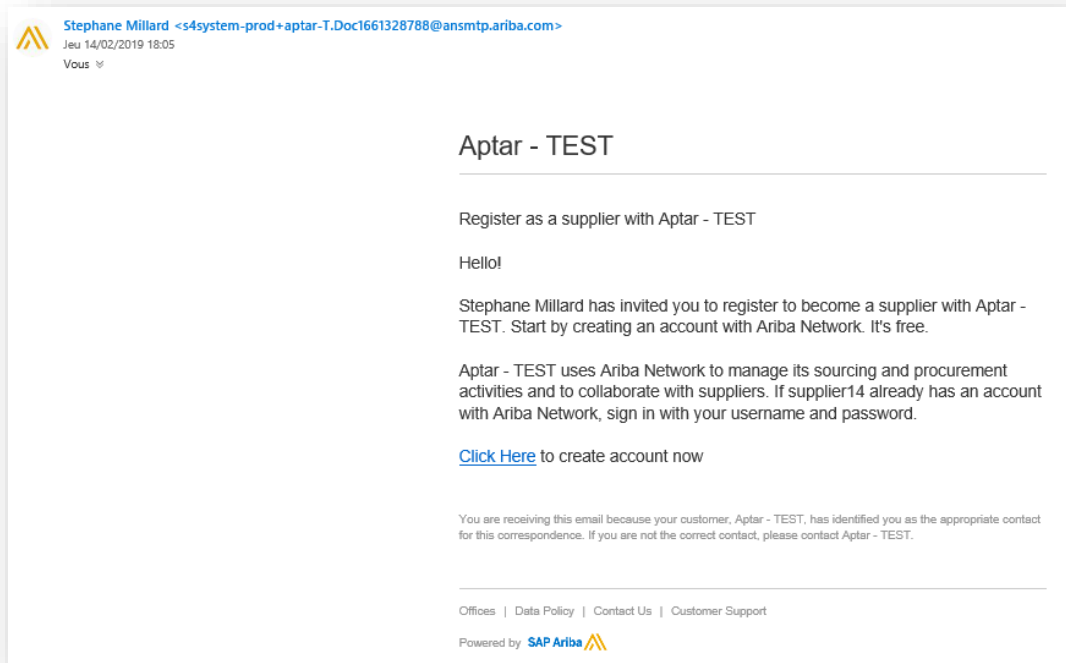 Stephane Millard <s4system-prod+aptar-T.Doc1661328788@ansmtp.ariba.com>
Jeu 14/02/2019 18:05
Vous
Aptar - TEST
Register as a supplier with Aptar - TEST
Hello!
Stephane Millard has invited you to register to become a supplier with Aptar -
TEST. Start by creating an account with Ariba Network. It's free.
Aptar - TEST uses Ariba Network to manage its sourcing and procurement
activities and to collaborate with suppliers. If supplier14 already has an account
with Ariba Network, sign in with your username and password.
Click Here to create account now
You are receiving this email because your customer, Aptar - TEST, has identified you as the appropriate contact
for this correspondence. If you are not the correct contact, please contact Aptar - TEST.
Offices | Data Policy | Contact Us | Customer Support
Powered by SAP Ariba